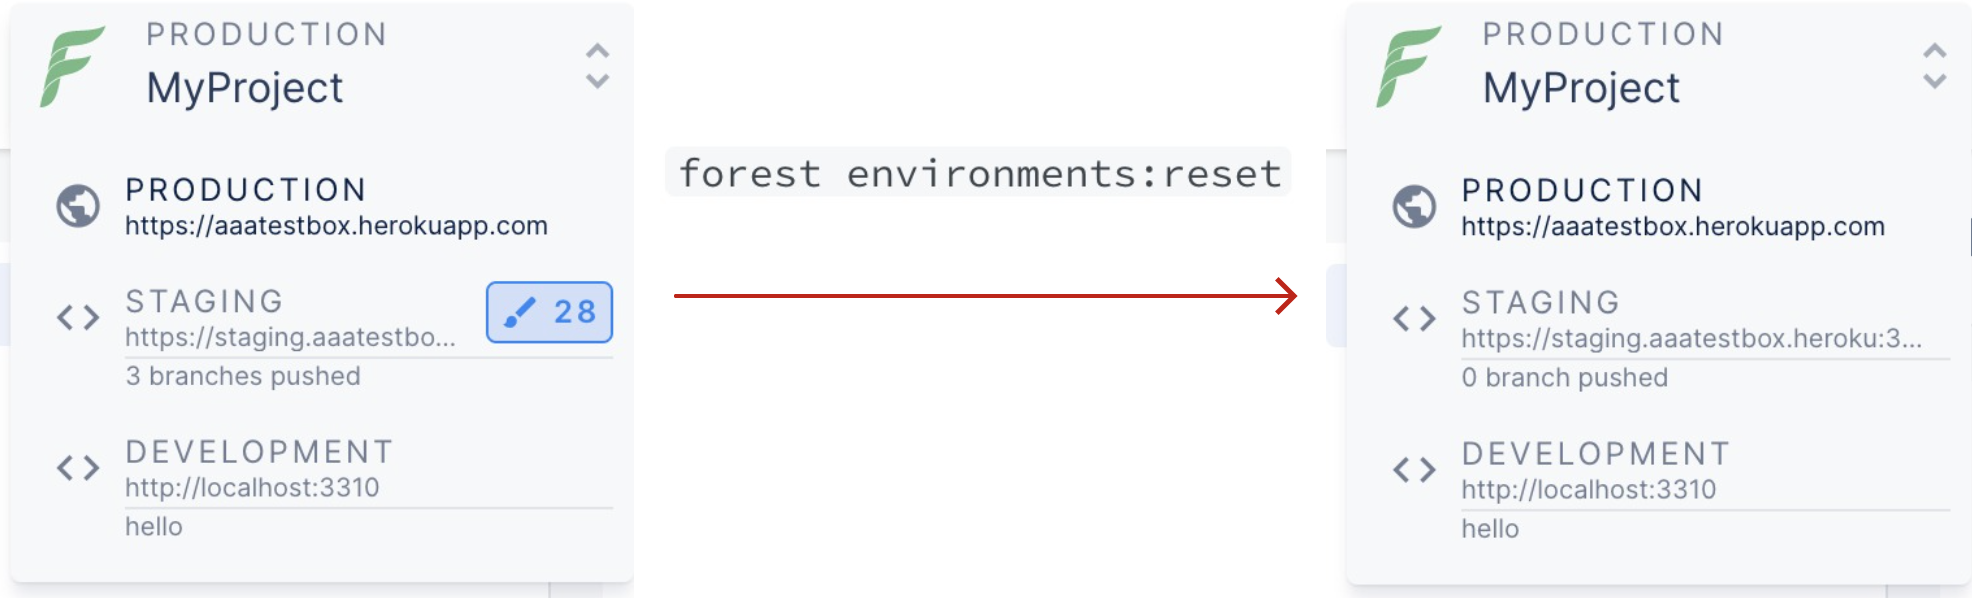 PRODUCTION
MyProject
PRODUCTION
https://aaatestbox.herokuapp.com
STAGING
https://staging.aaatestbo...
28
3 branches pushed
DEVELOPMENT
http://localhost:3310
hello
forest environments:reset
PRODUCTION
MyProject
PRODUCTION
https://aaatestbox.herokuapp.com
STAGING
https://staging.aaatestbox.heroku:3...
0 branch pushed
DEVELOPMENT
http://localhost:3310
hello